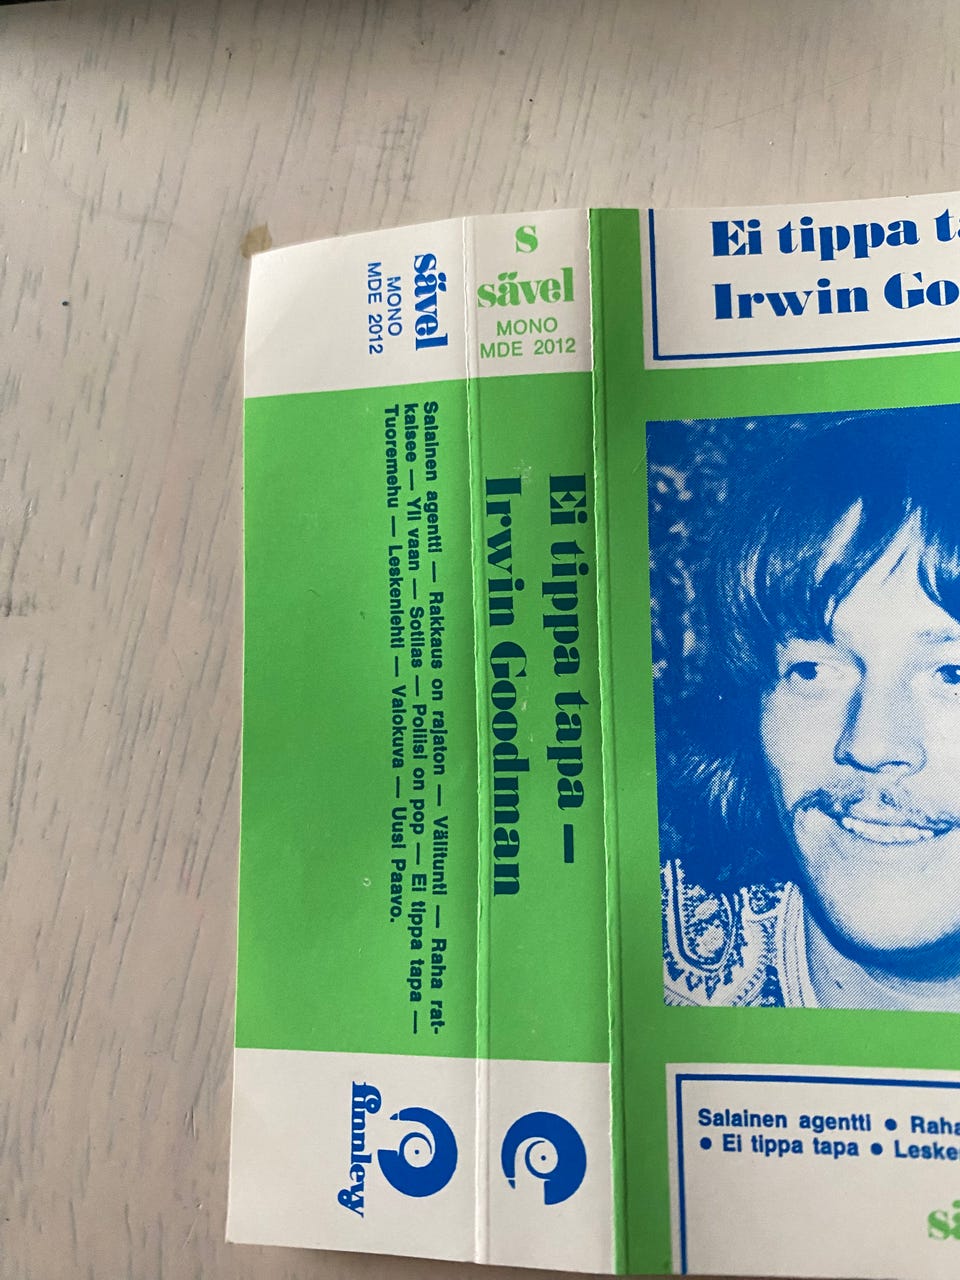 sävel
MONO
MDE 2012
Salainen agentti — Rakkaus on rajaton — Välitunti — Raha rat-
kaisee — Yli vaan — Sotilas — Poliisi on pop — Ei tippa tapa —
Tuoremehu — Leskenlehti — Valokuva — Uusi Paavo.
finnlevy
s
sävel
MONO
MDE 2012
Ei tippa tapa —
Irwin Goodman
Ei tippa ta
Irwin Go
Salainen agentti ● Raha
● Ei tippa tapa ● Leske
sä